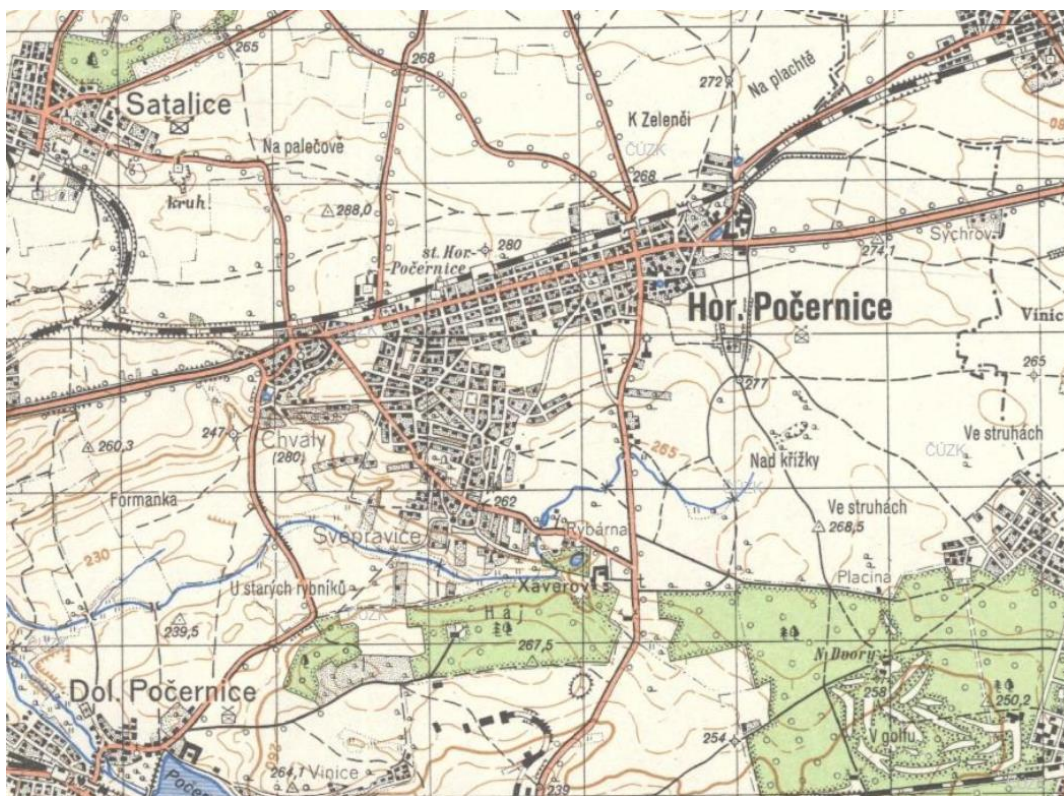 265
268
Satalice
272
Na plachtě
K Zelenči
ČÚZK
Na palečově
268
kruh
268,0
280
st. Hor.
Počernice
Sychrov
274,1
Hor. Počernice
Vinic
265
277
247
Chvaly
(280)
260,3
265
Ve struhách
ČÚZK
Nad křížky
Formanka
262
Ve struhách
268,5
Svépravice
Rybárna
230
Xaverov
Placina
U starých rybníků
Háj
239,5
267,5
N. Dvory
Dol. Počernice
258
250,2
254
V golfu
264,1
Vinice
239